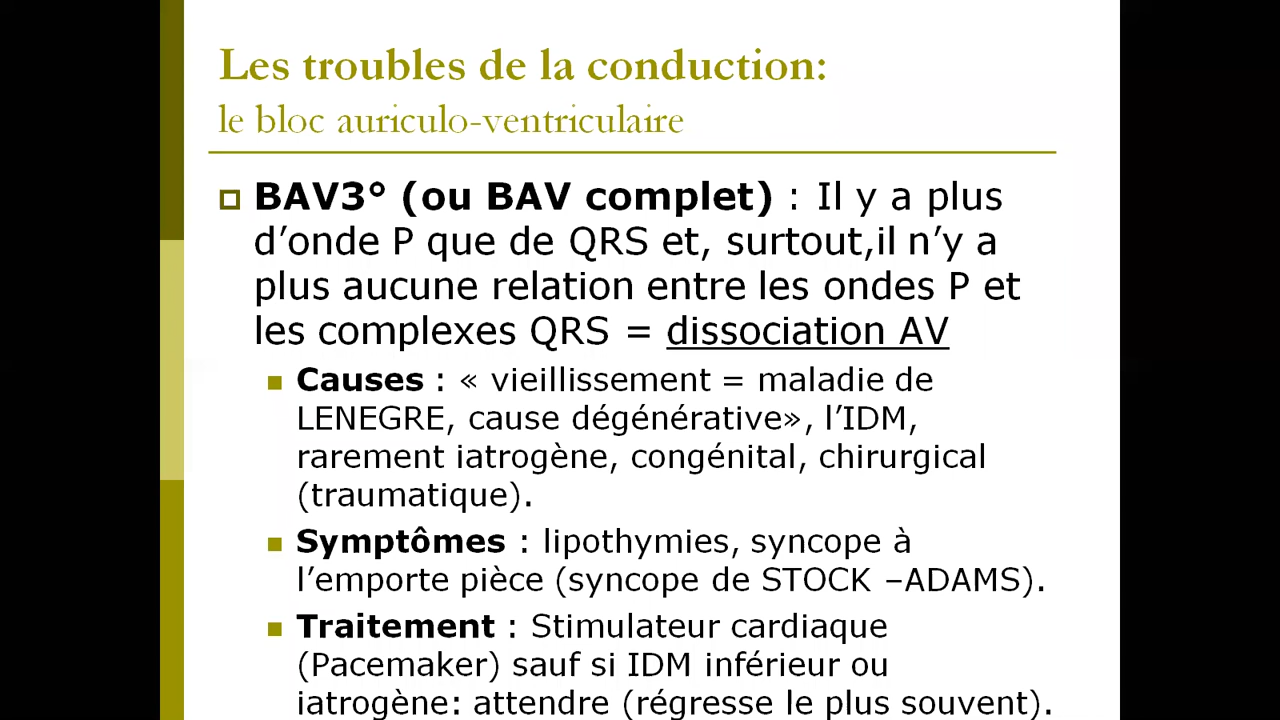 Les troubles de la conduction:
le bloc auriculo-ventriculaire
BAV3° (ou BAV complet) : Il y a plus
d’onde P que de QRS et, surtout,il n’y a
plus aucune relation entre les ondes P et
les complexes QRS = dissociation AV
Causes : « vieillissement = maladie de
LENEGRE, cause dégénérative», l’IDM,
rarement iatrogène, congénital, chirurgical
(traumatique).
Symptômes : lipothymies, syncope à
l’emporte pièce (syncope de STOCK –ADAMS).
Traitement : Stimulateur cardiaque
(Pacemaker) sauf si IDM inférieur ou
iatrogène: attendre (régresse le plus souvent).